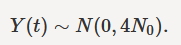 Y(t) ∼ N(0, 4N₀).